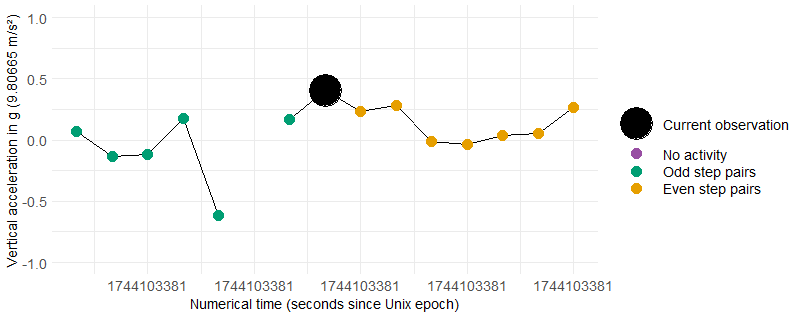 Vertical acceleration in g (9.80665 m/s²)
1.0
0.5
0.0
-0.5
-1.0
1744103381 1744103381 1744103381 1744103381 1744103381
Numerical time (seconds since Unix epoch)
Current observation
No activity
Odd step pairs
Even step pairs